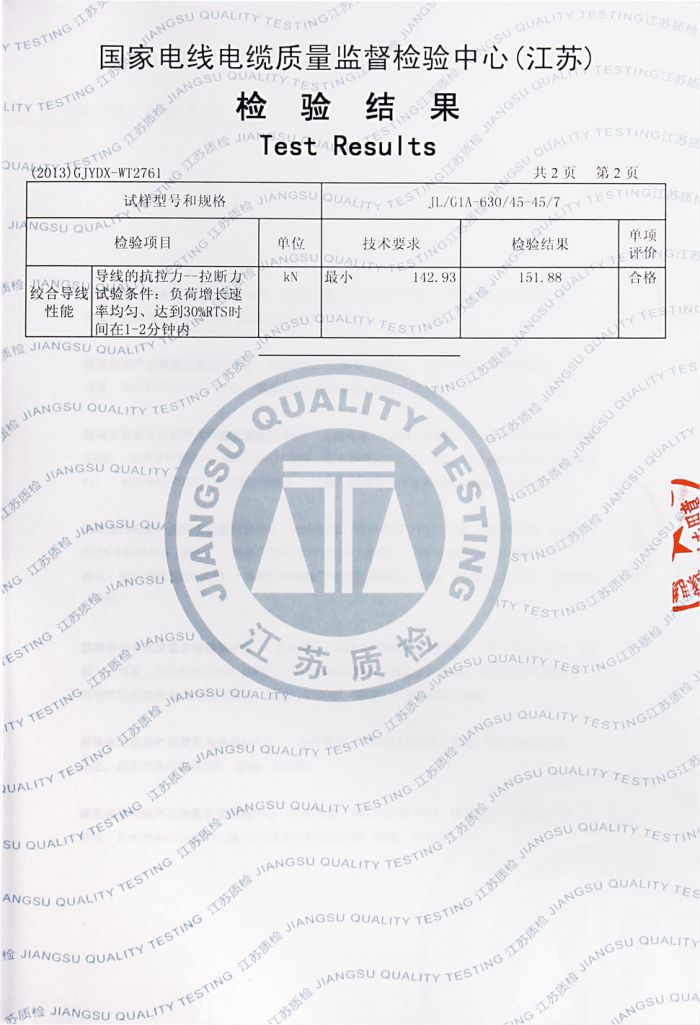 国家电线电缆质量监督检验中心(江苏)
检 验 结 果
Test Results
(2013)GJYDX-WT2761 共 2 页 第 2 页
试样型号和规格 JL/G1A-630/45-45/7
检验项目 单位 技术要求 检验结果 单项
评价
绞合导线
性能
导线的抗拉力--拉断力
试验条件: 负荷增长速
率均匀、达到30%RTS时
间在1-2分钟内
kN 最小 142.93 151.88 合格
JIANGSU QUALITY TESTING
江苏质检